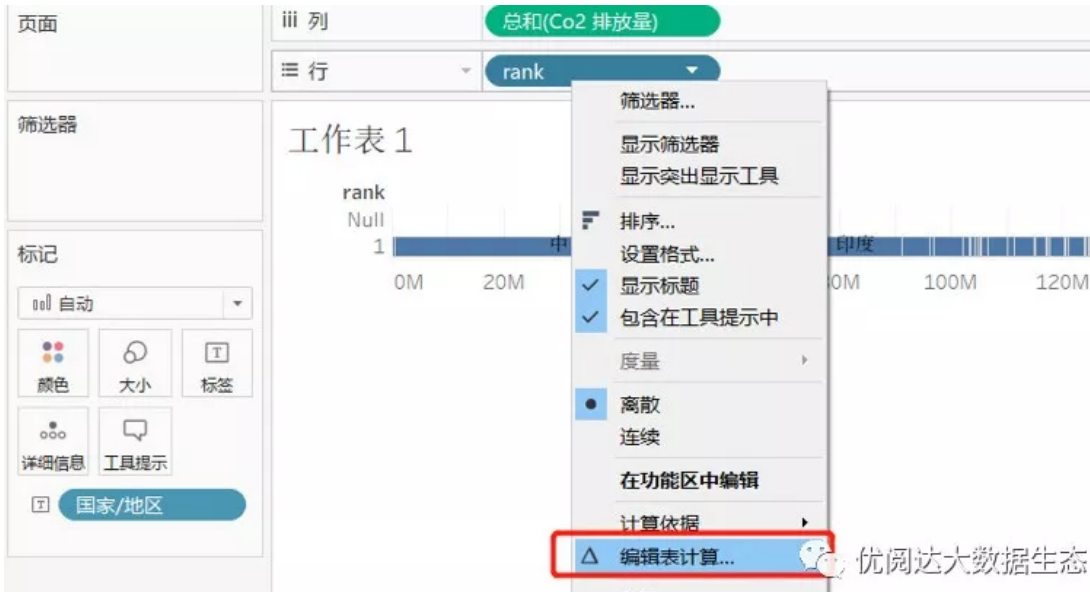 页面
iii 列
总和(Co2 排放量)
行
rank
筛选器
工作表 1
rank
Null
1
中
印度
0M
20M
0M
100M
120M
标记
自动
颜色
大小
标签
详细信息
工具提示
国家/地区
筛选器...
显示筛选器
显示突出显示工具
排序...
设置格式...
显示标题
包含在工具提示中
度量
离散
连续
在功能区中编辑
计算依据
编辑表计算...
优阅达大数据生态